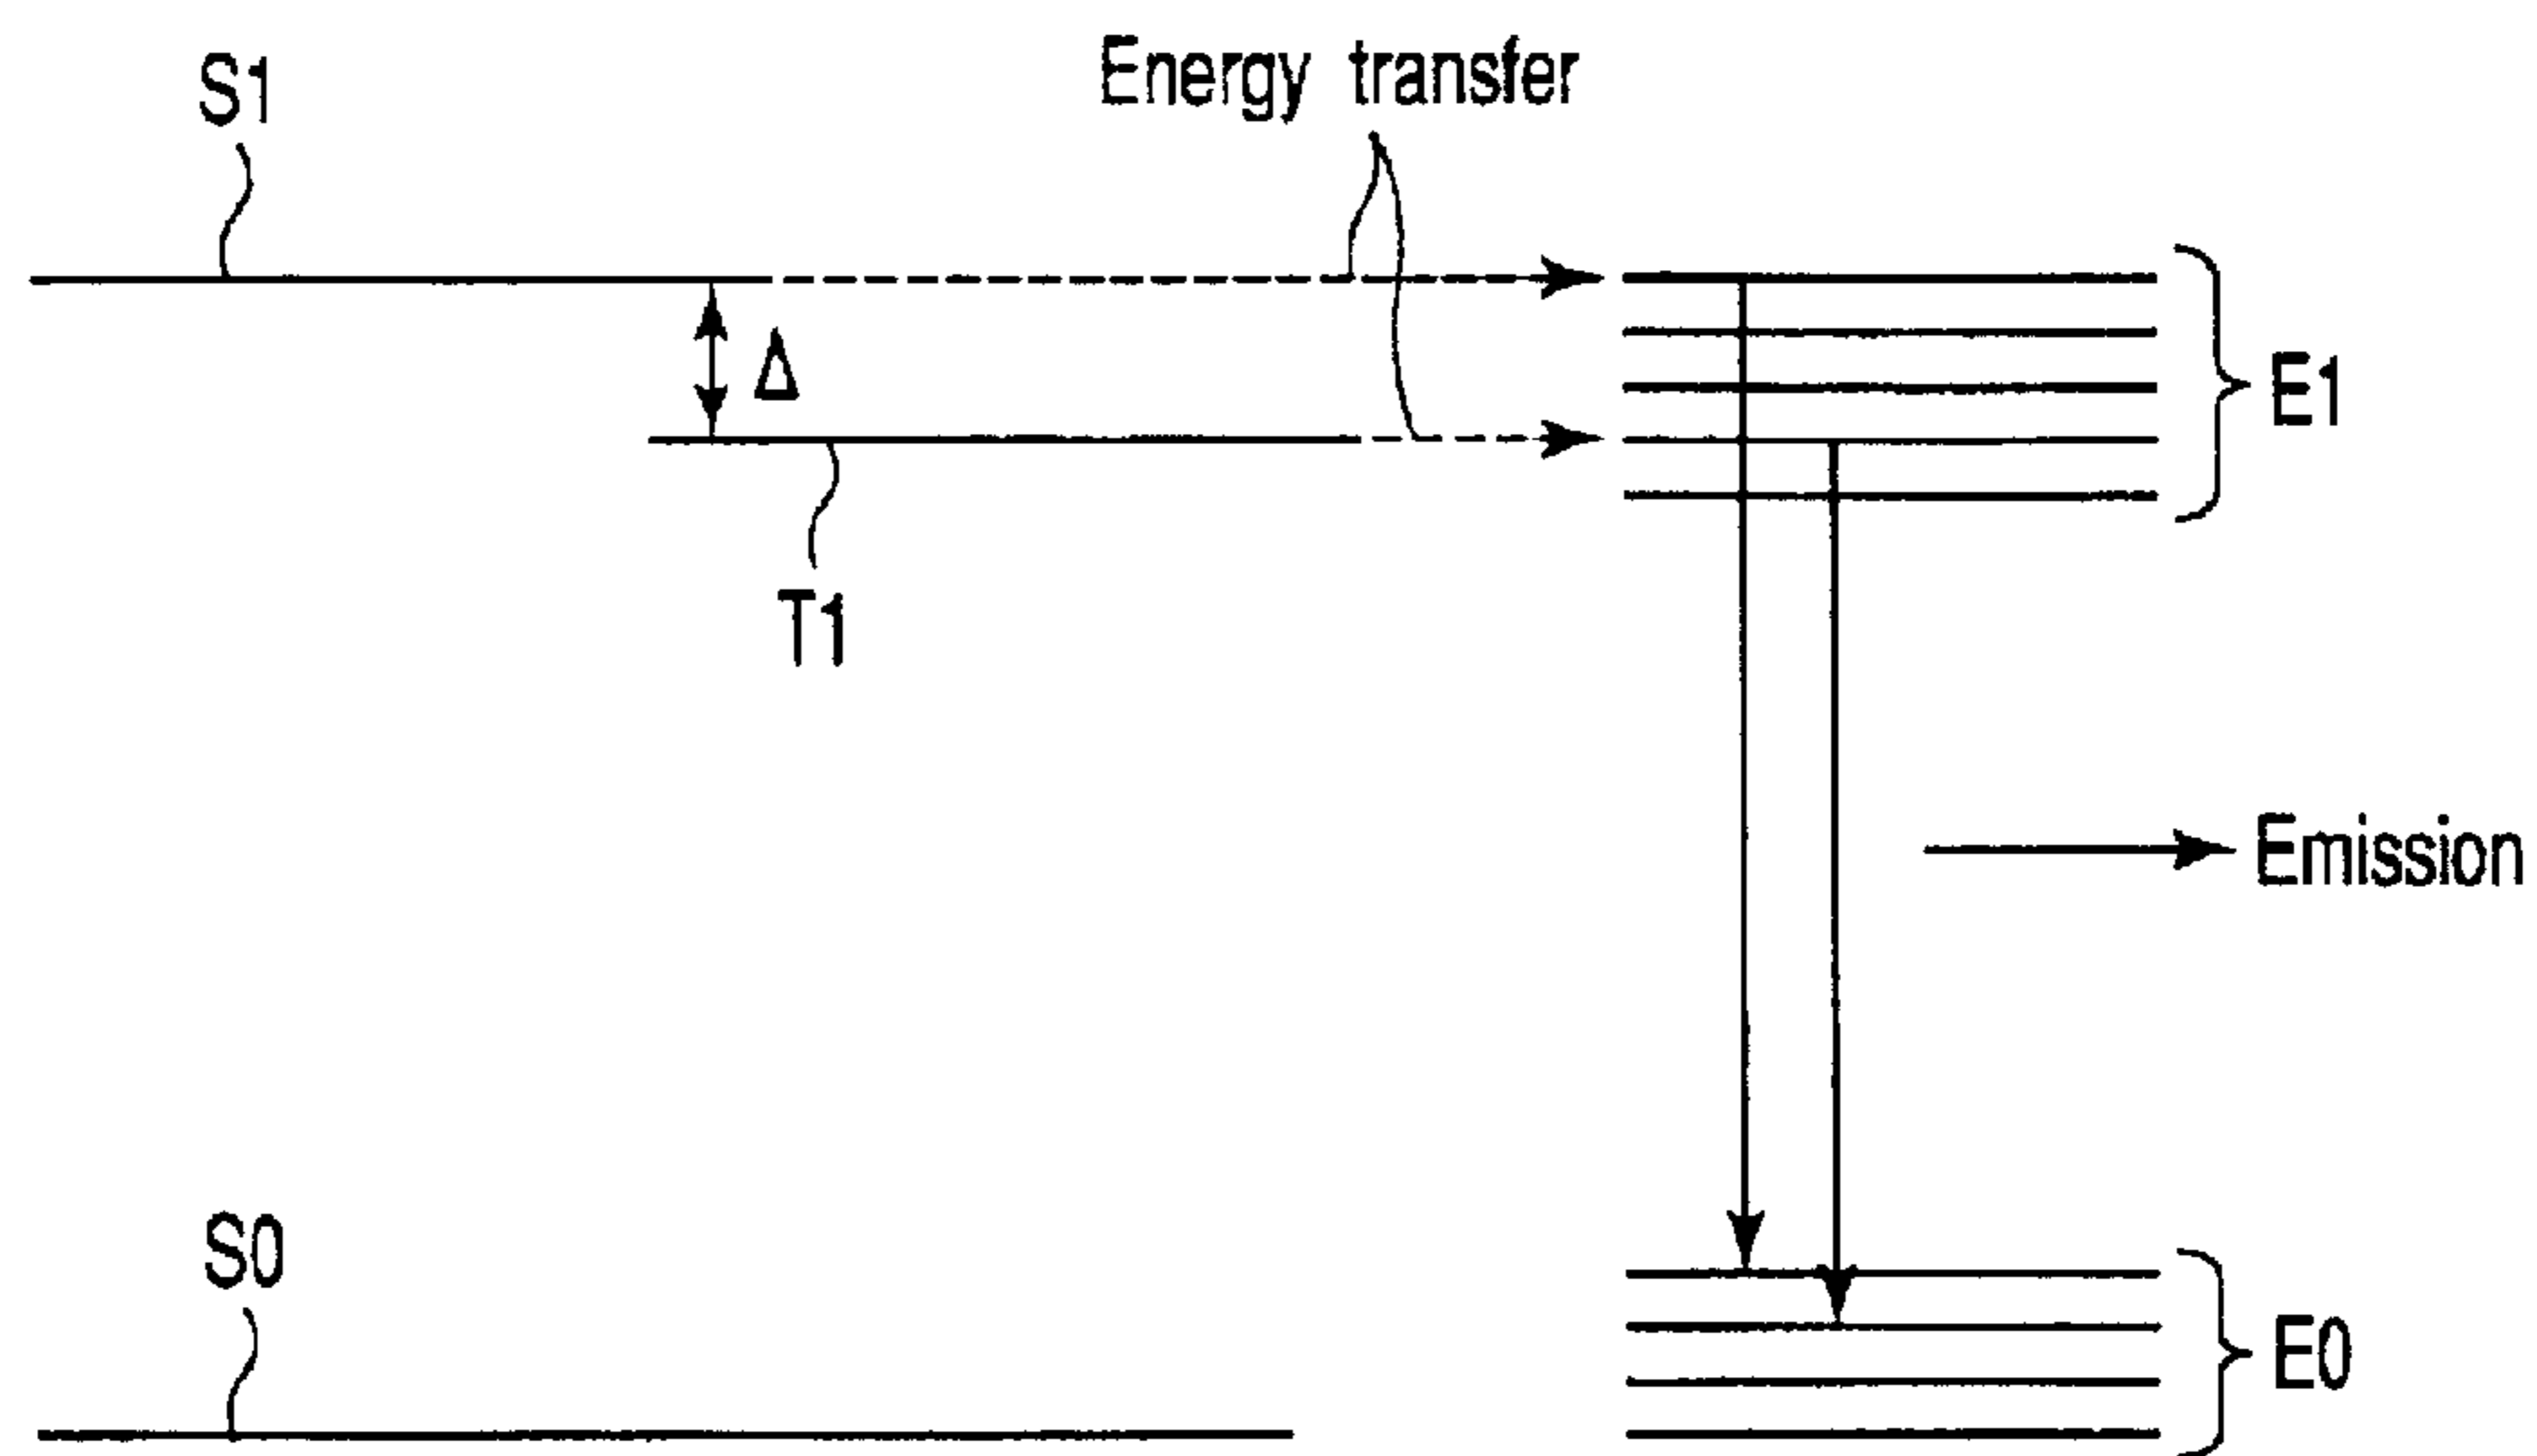 S1
Energy transfer
Δ
E1
T1
Emission
S0
E0